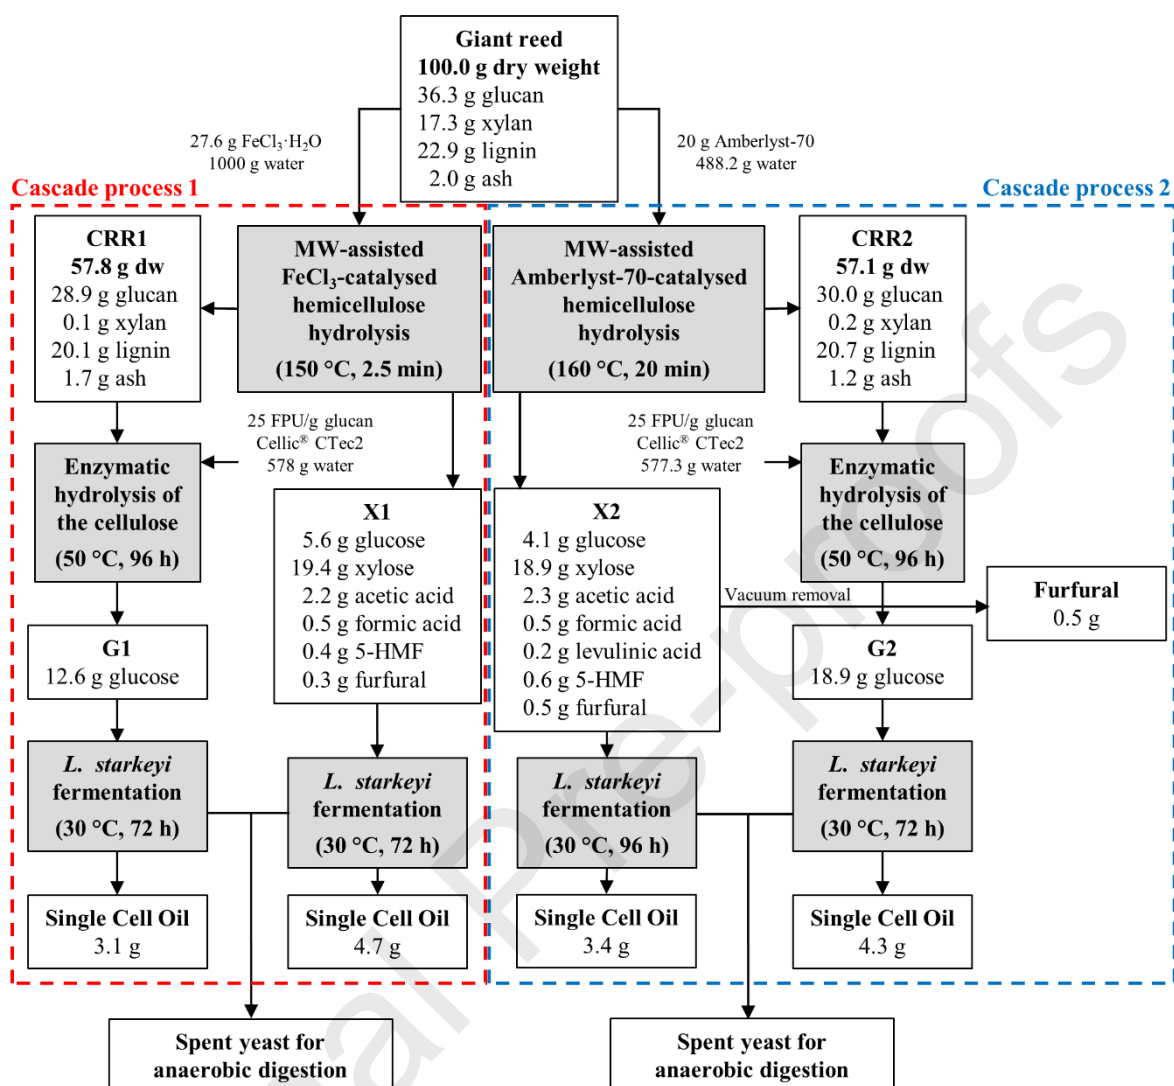 Giant reed
100.0 g dry weight
36.3 g glucan
17.3 g xylan
22.9 g lignin
2.0 g ash
27.6 g FeCl₃·H₂O
1000 g water
20 g Amberlyst-70
488.2 g water
Cascade process 1
Cascade process 2
CRR1
57.8 g dw
28.9 g glucan
0.1 g xylan
20.1 g lignin
1.7 g ash
MW-assisted
FeCl₃-catalysed
hemicellulose
hydrolysis
(150 °C, 2.5 min)
MW-assisted
Amberlyst-70-catalysed
hemicellulose
hydrolysis
(160 °C, 20 min)
CRR2
57.1 g dw
30.0 g glucan
0.2 g xylan
20.7 g lignin
1.2 g ash
25 FPU/g glucan
Cellic® CTec2
578 g water
25 FPU/g glucan
Cellic® CTec2
577.3 g water
Enzymatic
hydrolysis of
the cellulose
(50 °C, 96 h)
X1
5.6 g glucose
19.4 g xylose
2.2 g acetic acid
0.5 g formic acid
0.4 g 5-HMF
0.3 g furfural
X2
4.1 g glucose
18.9 g xylose
2.3 g acetic acid
0.5 g formic acid
0.2 g levulinic acid
0.6 g 5-HMF
0.5 g furfural
Enzymatic
hydrolysis of
the cellulose
(50 °C, 96 h)
Vacuum removal
Furfural
0.5 g
G1
12.6 g glucose
G2
18.9 g glucose
L. starkeyi
fermentation
(30 °C, 72 h)
L. starkeyi
fermentation
(30 °C, 72 h)
L. starkeyi
fermentation
(30 °C, 96 h)
L. starkeyi
fermentation
(30 °C, 72 h)
Single Cell Oil
3.1 g
Single Cell Oil
4.7 g
Single Cell Oil
3.4 g
Single Cell Oil
4.3 g
Spent yeast for
anaerobic digestion
Spent yeast for
anaerobic digestion
al Pre-proofs